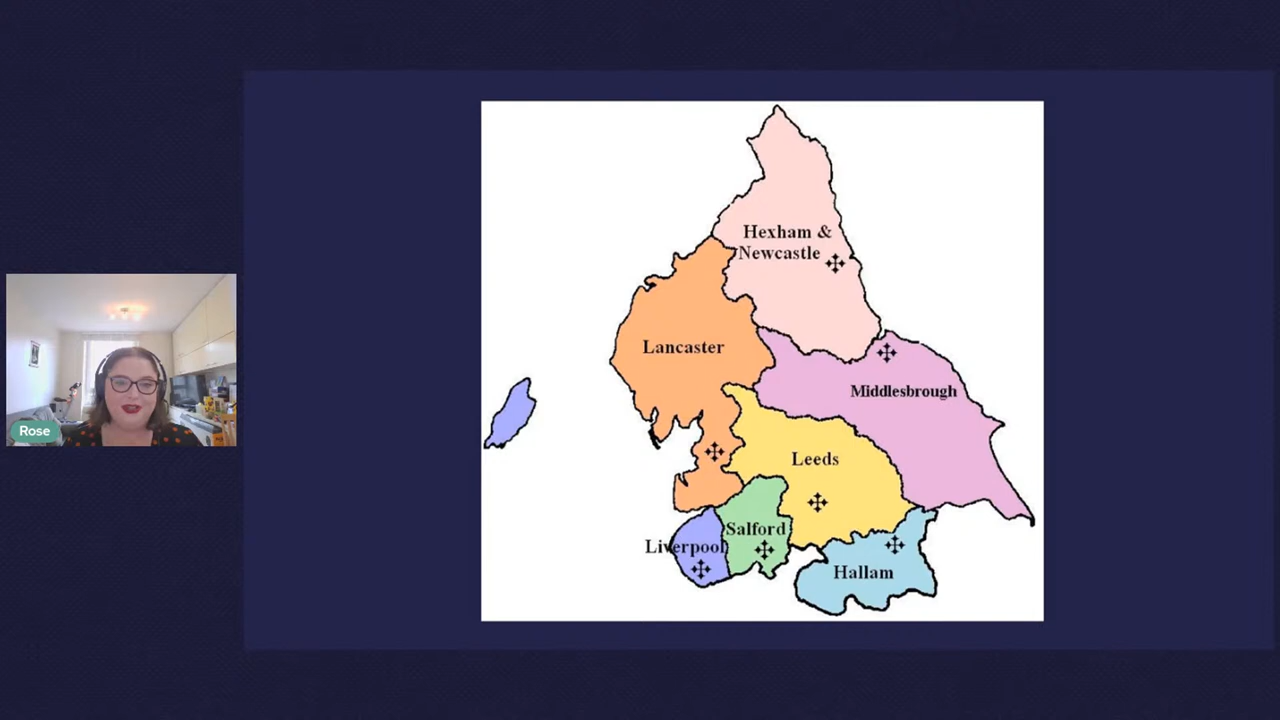 Rose
Hexham &
Newcastle
Lancaster
Middlesbrough
Leeds
Salford
Liverpool
Hallam